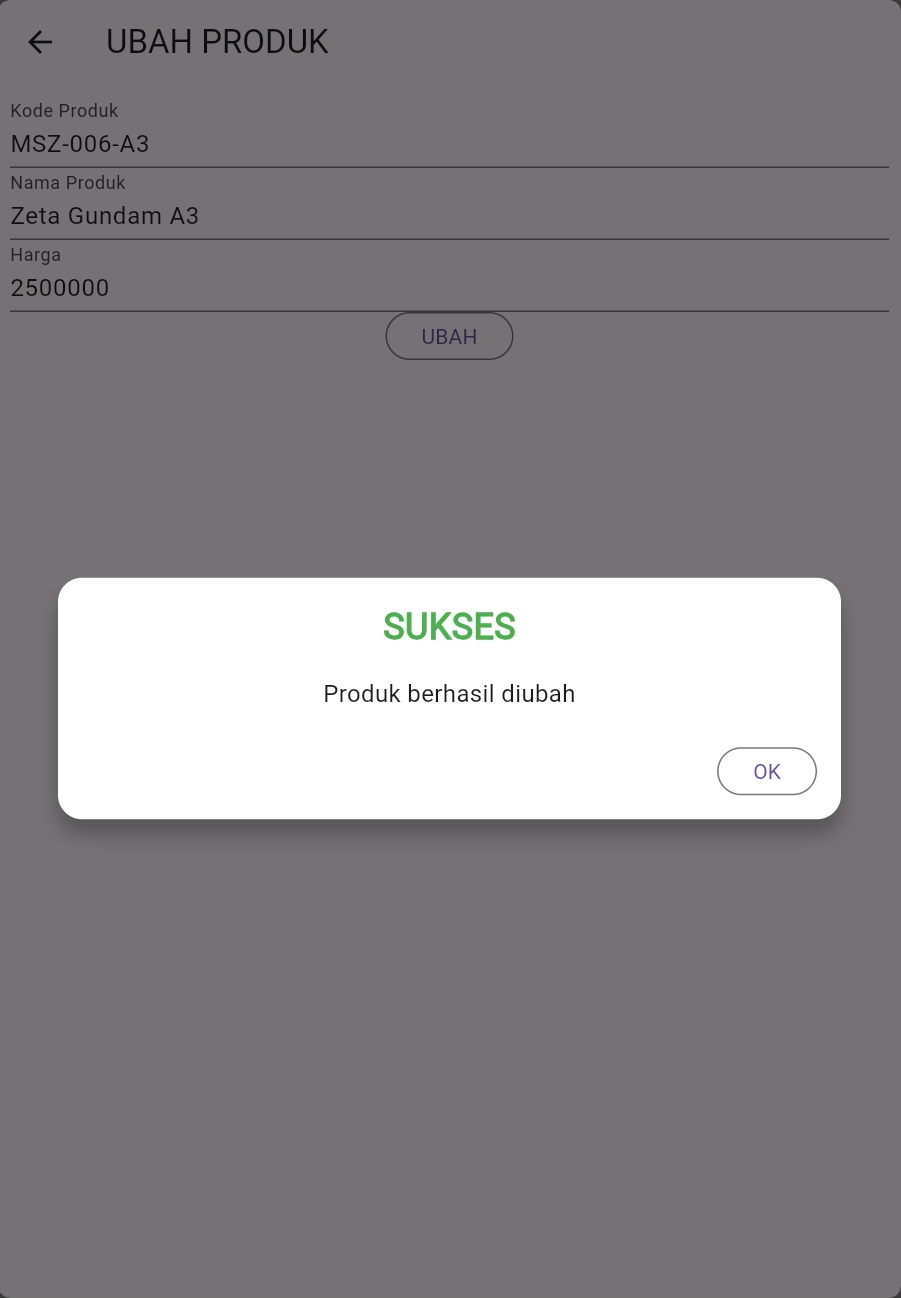 UBAH PRODUK
Kode Produk
MSZ-006-A3
Nama Produk
Zeta Gundam A3
Harga
2500000
UBAH
SUKSES
Produk berhasil diubah
OK